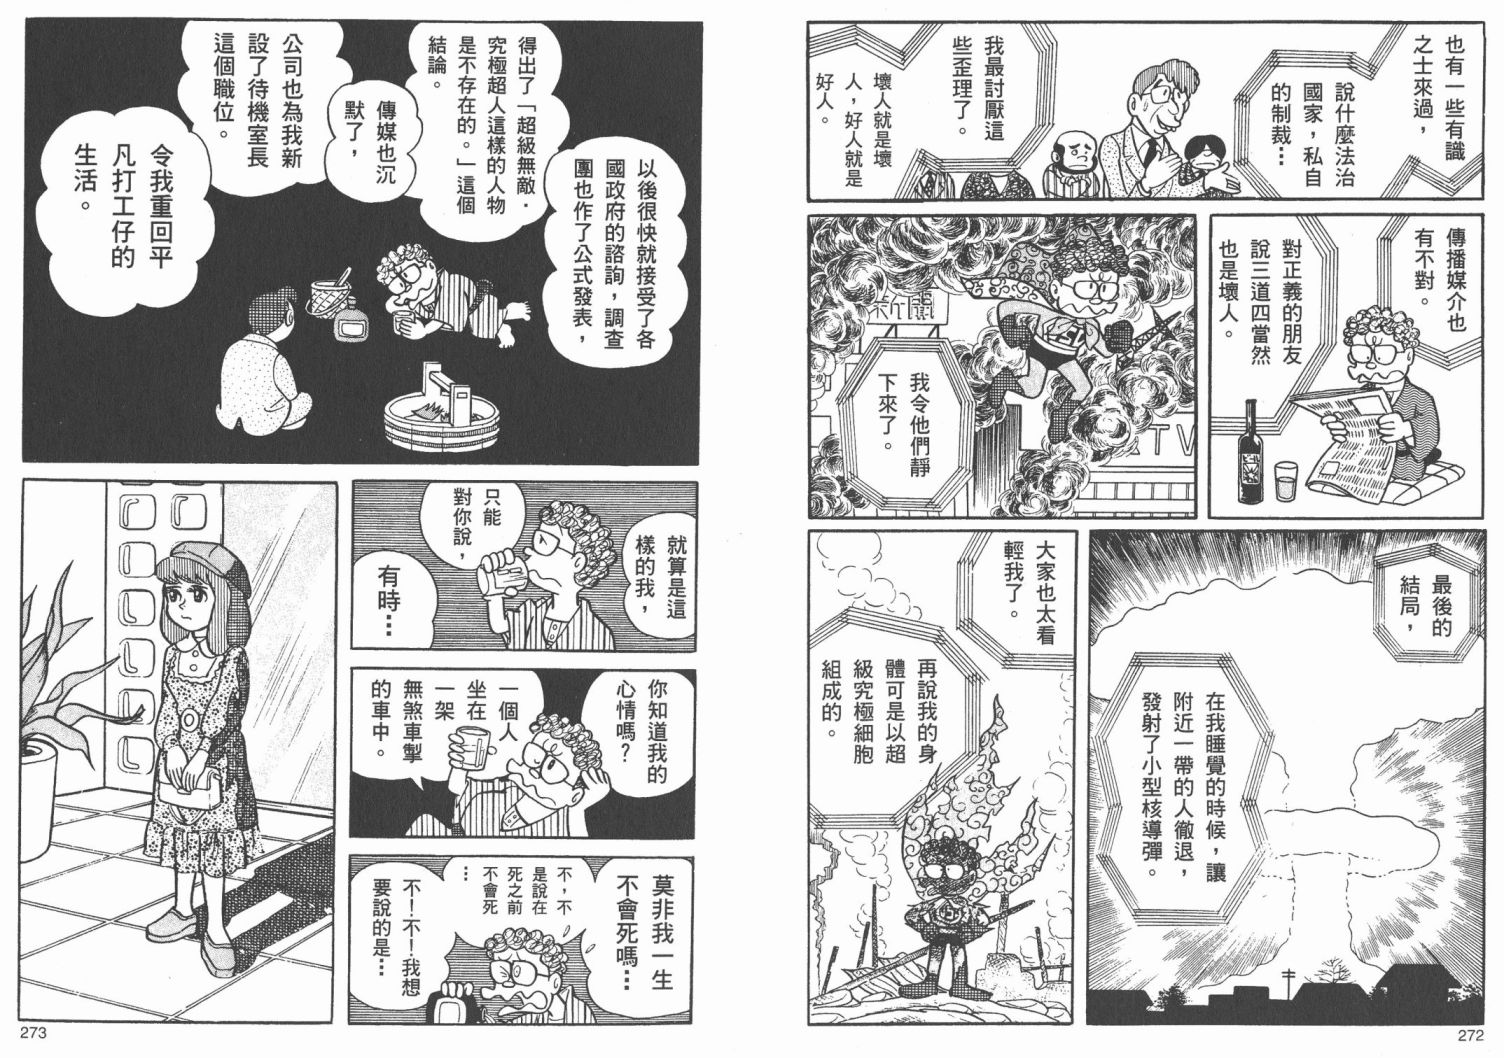 也有一些有識
之士來過，
說什麼法治
國家，私自
的制裁…
我最討厭這
些歪理了。
壞人就是壞
人，好人就是
好人。
傳播媒介也
有不對。
對正義的朋友
說三道四當然
也是壞人。
我令他們靜
下來了。
新聞
TV
最後的
結局，
在我睡覺的時候，讓
附近一帶的人徹退，
發射了小型核導彈。
大家也太看
輕我了。
再說我的身
體可是以超
級究極細胞
組成的。
272
以後很快就接受了各
國政府的諮詢，調查
團也作了公式發表，
得出了「超級無敵．
究極超人這樣的人物
是不存在的。」這個
結論。
傳媒也沉
默了，
公司也為我新
設了待機室長
這個職位。
令我重回平
凡打工仔的
生活。
就算是這
樣的我，
只能
對你說，
有時…
你知道我的
心情嗎？
一個人
坐在
一架
無煞車掣
的車中。
莫非我一生
不會死嗎…
不，不
是說在
死之前
不會死
…
不！不！我想
要說的是…
273